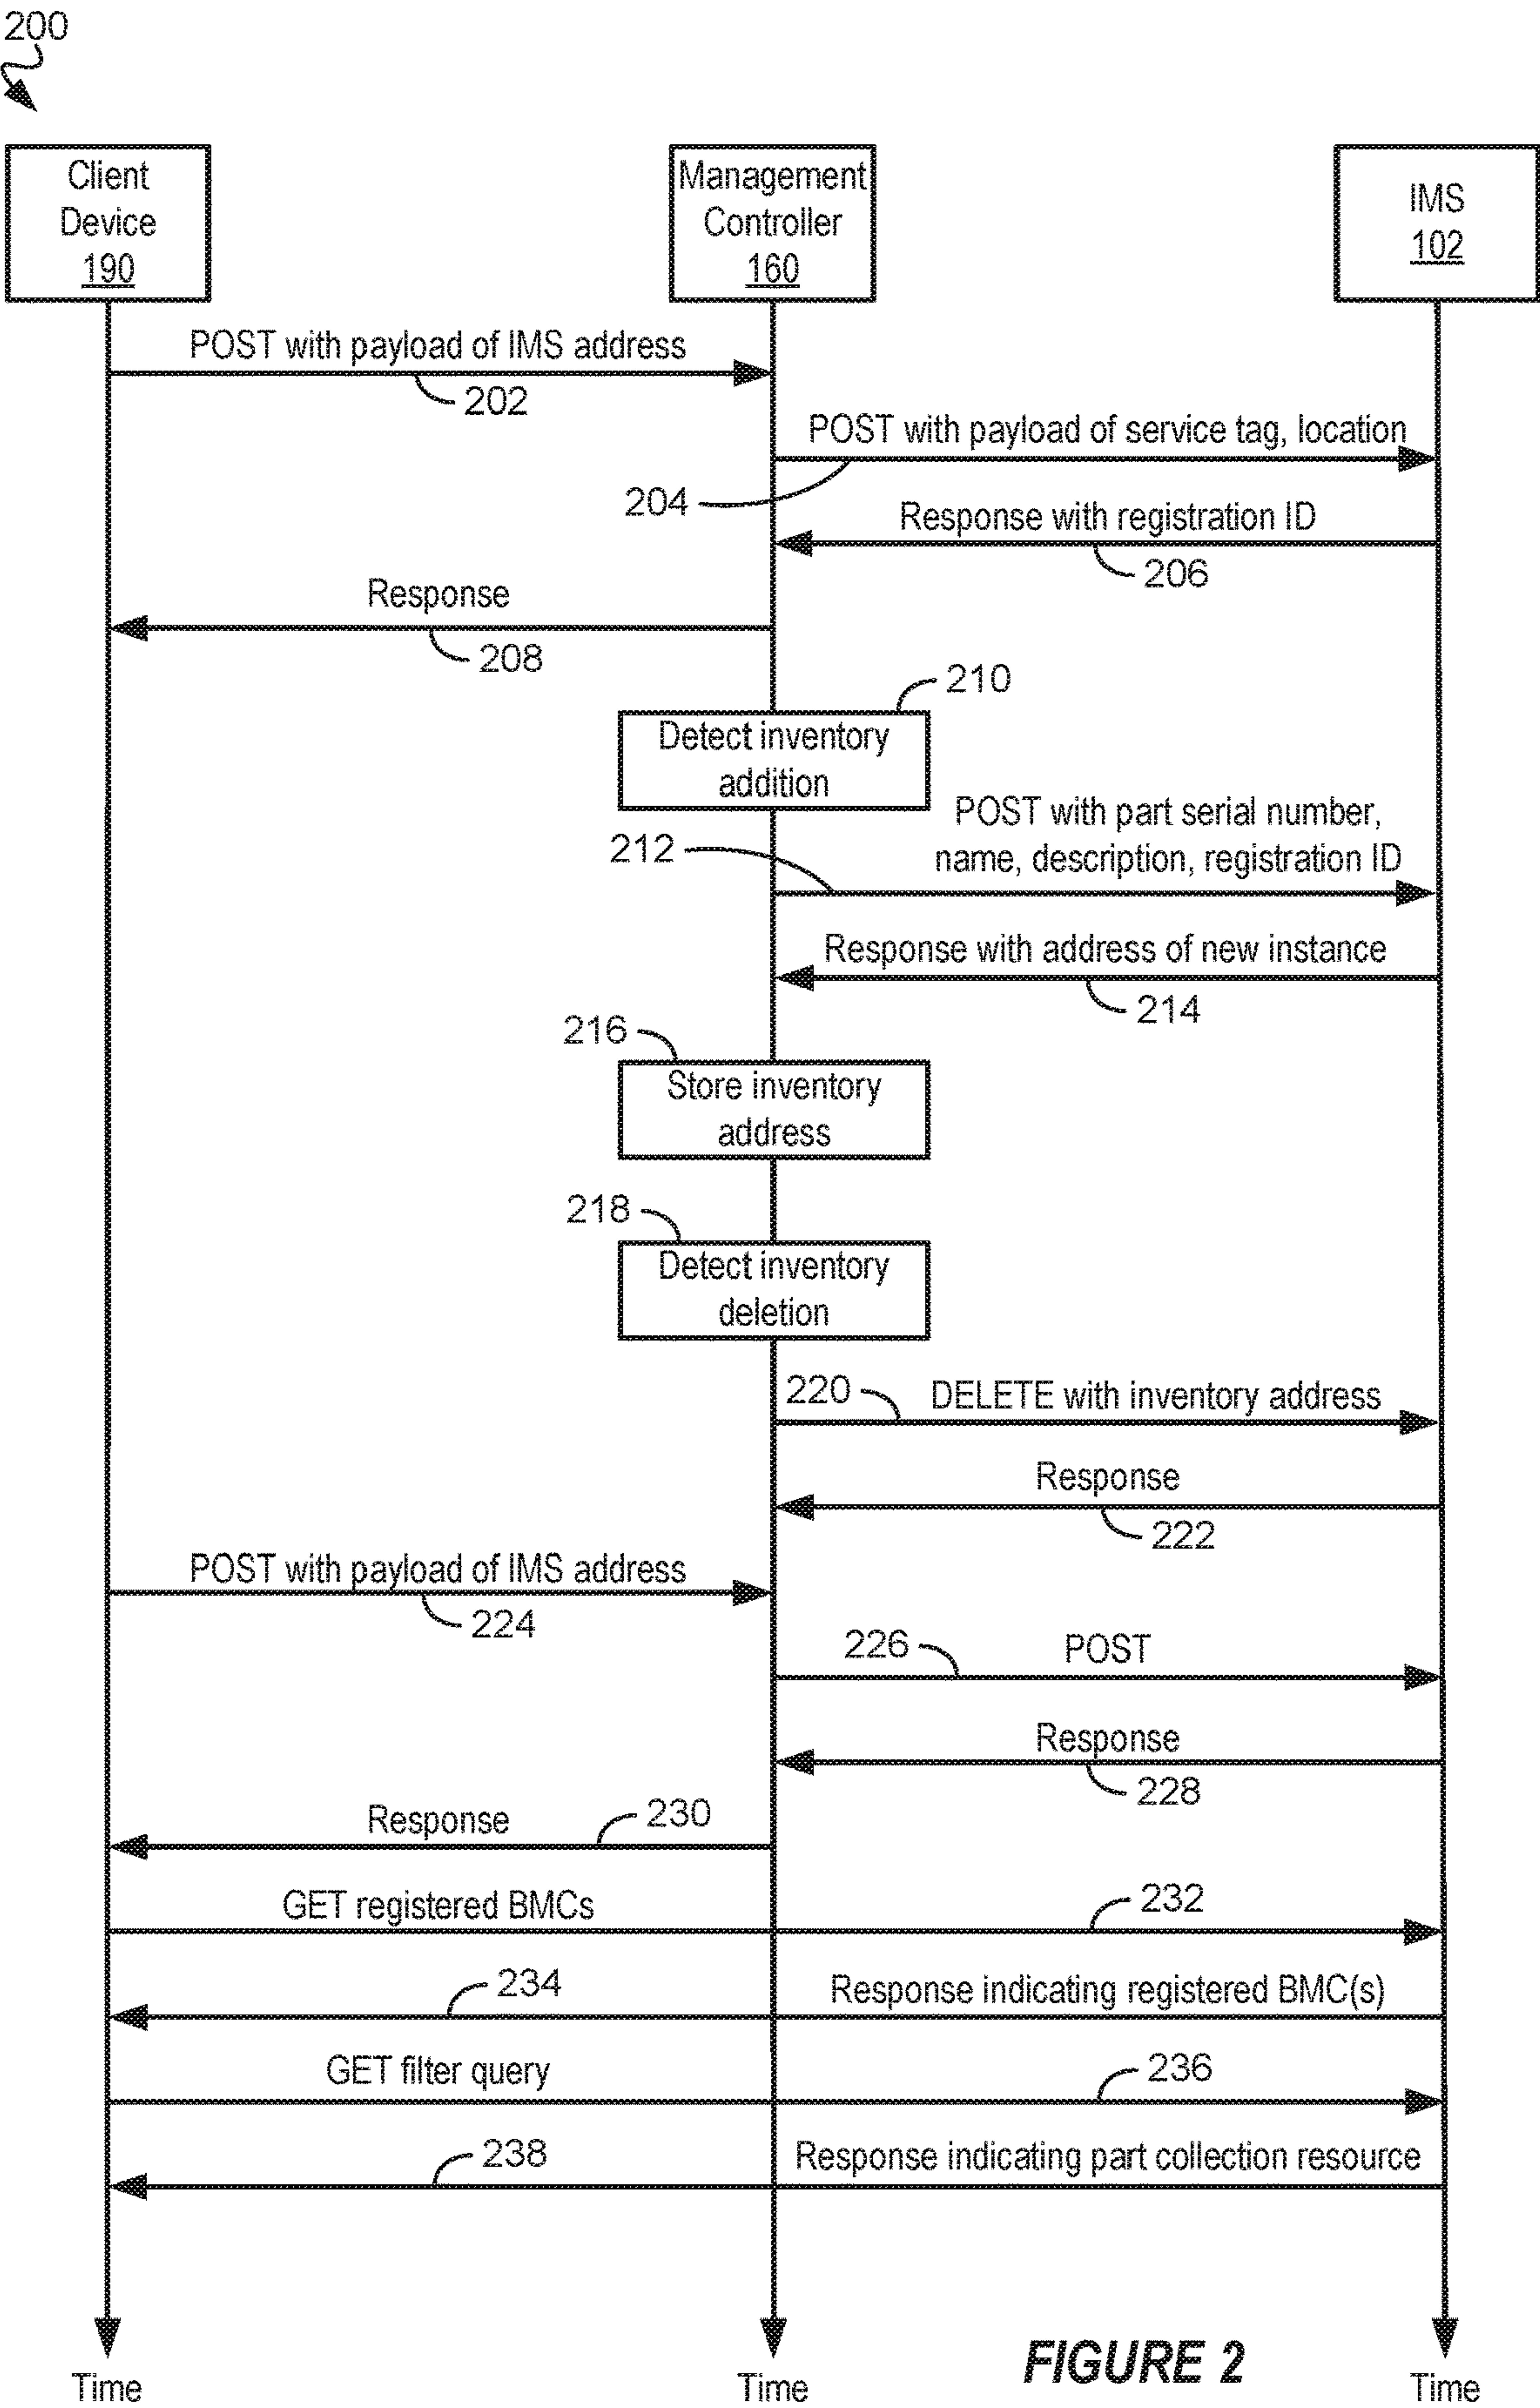 200
Client
Device
190
Management
Controller
160
IMS
102
POST with payload of IMS address
202
POST with payload of service tag, location
204
Response with registration ID
206
Response
208
210
Detect inventory
addition
POST with part serial number,
name, description, registration ID
212
Response with address of new instance
214
216
Store inventory
address
218
Detect inventory
deletion
220
DELETE with inventory address
Response
222
POST with payload of IMS address
224
226
POST
Response
228
Response
230
GET registered BMCs
232
234
Response indicating registered BMC(s)
GET filter query
236
238
Response indicating part collection resource
FIGURE 2
Time
Time
Time